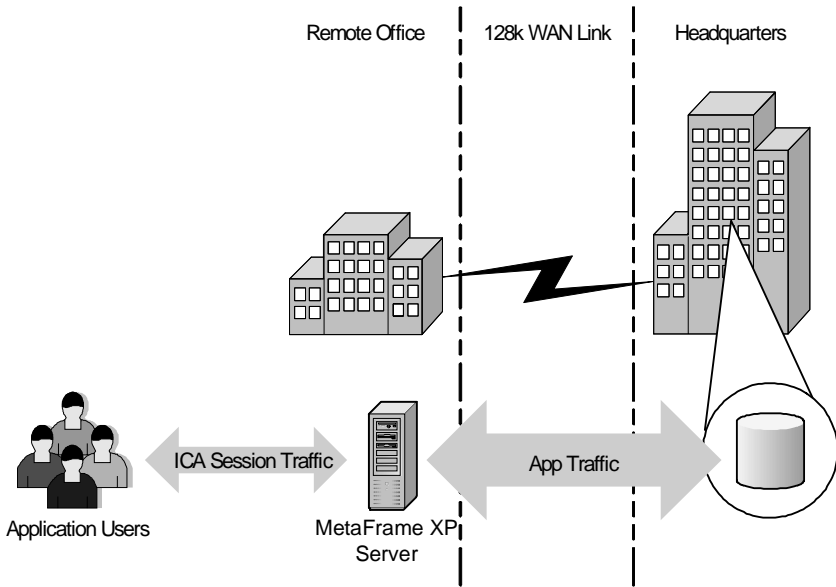 Remote Office
128k WAN Link
Headquarters
ICA Session Traffic
App Traffic
Application Users
MetaFrame XP
Server